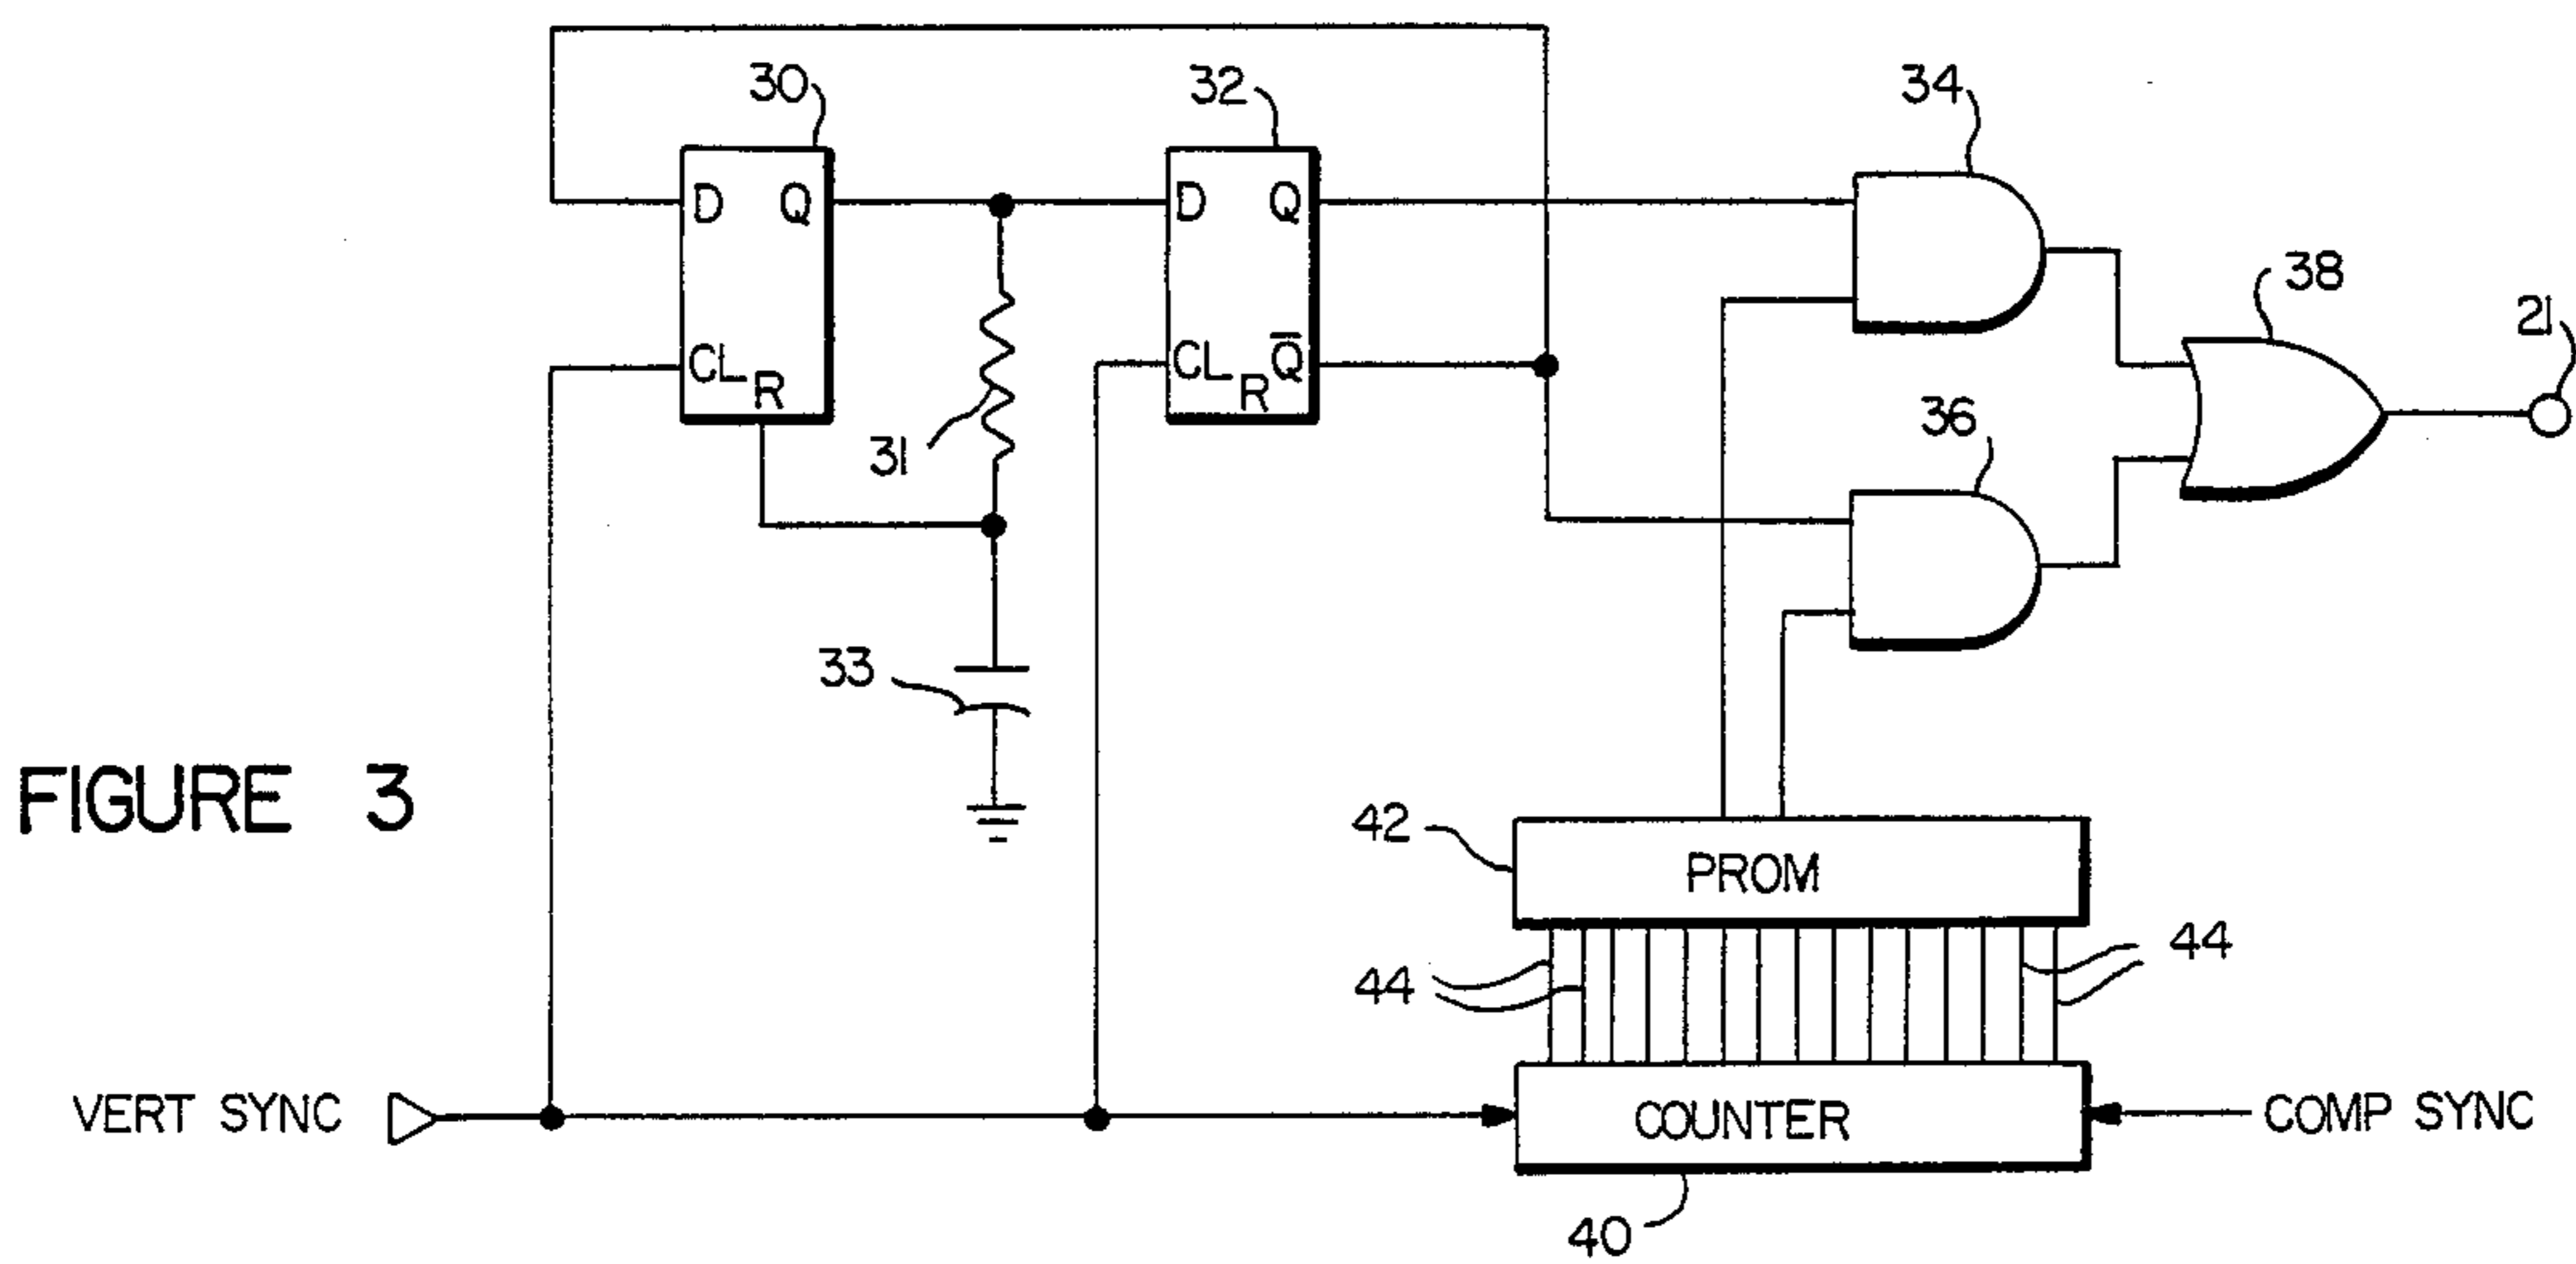 30
32
34
D Q
D Q
38
21
CL R
CL R Q̅
31
36
33
FIGURE 3
42
PROM
44
44
VERT SYNC
COUNTER
COMP SYNC
40